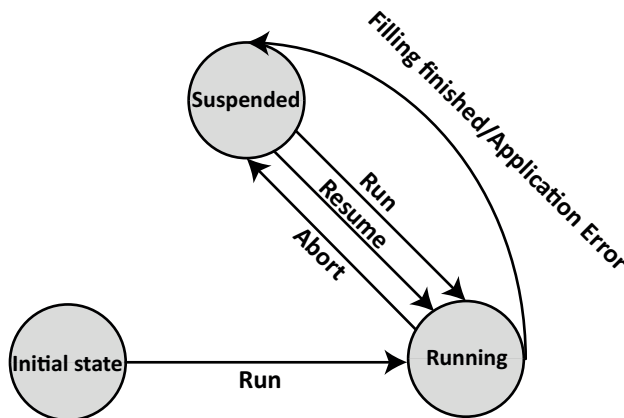 Filling finished/Application Error
Suspended
Run
Resume
Abort
Initial state
Run
Running